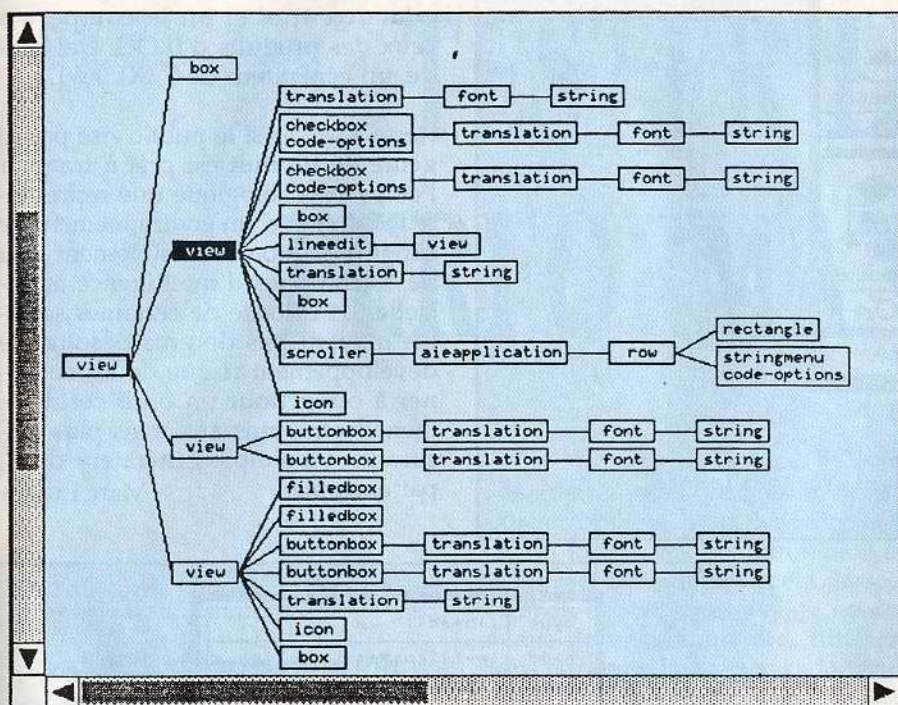 box
translation font string
checkbox
code-options translation font string
checkbox
code-options translation font string
box
view
lineedit view
translation string
box
rectangle
view
scroller aieapplication row
stringmenu
code-options
icon
buttonbox translation font string
view
buttonbox translation font string
filledbox
filledbox
buttonbox translation font string
view
buttonbox translation font string
translation string
icon
box